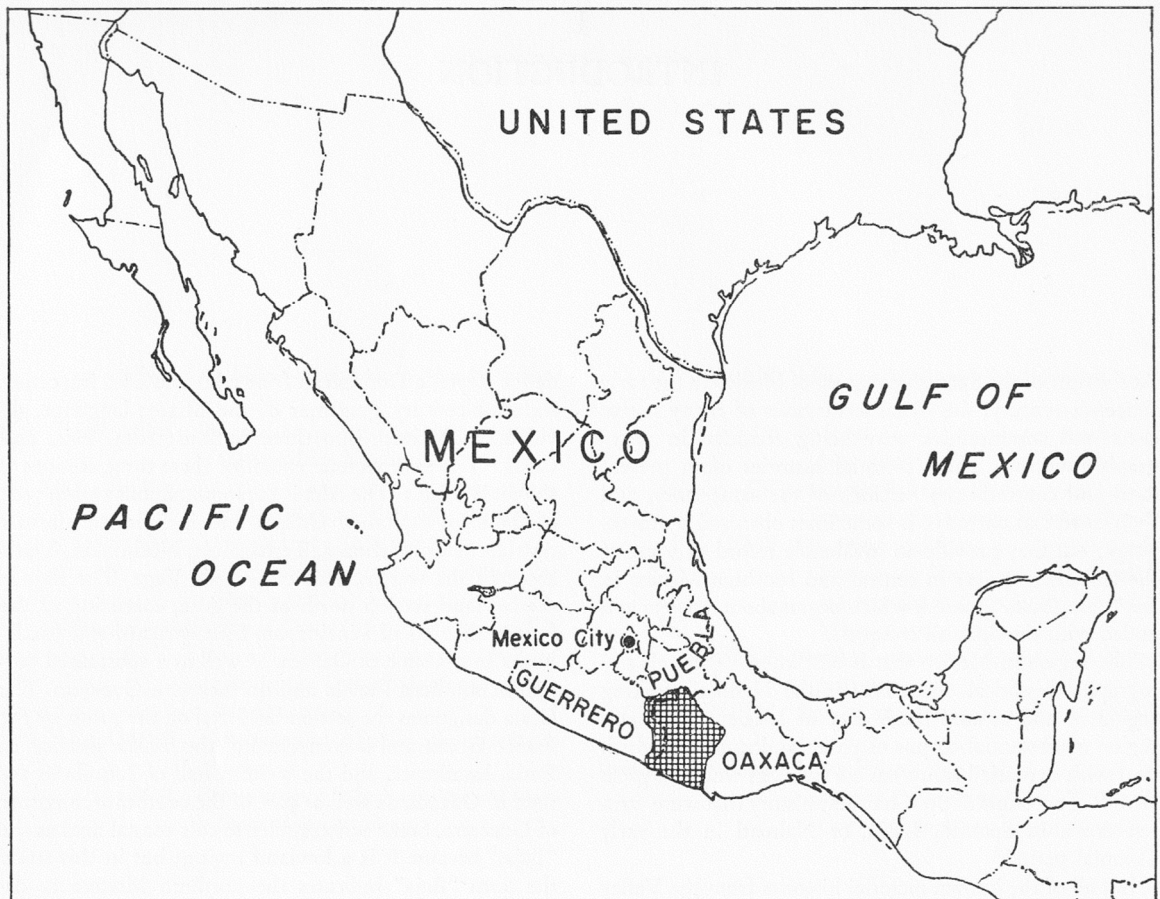 UNITED STATES
GULF OF
MEXICO
MEXICO
PACIFIC
OCEAN
Mexico City
PUEBLA
GUERRERO
OAXACA